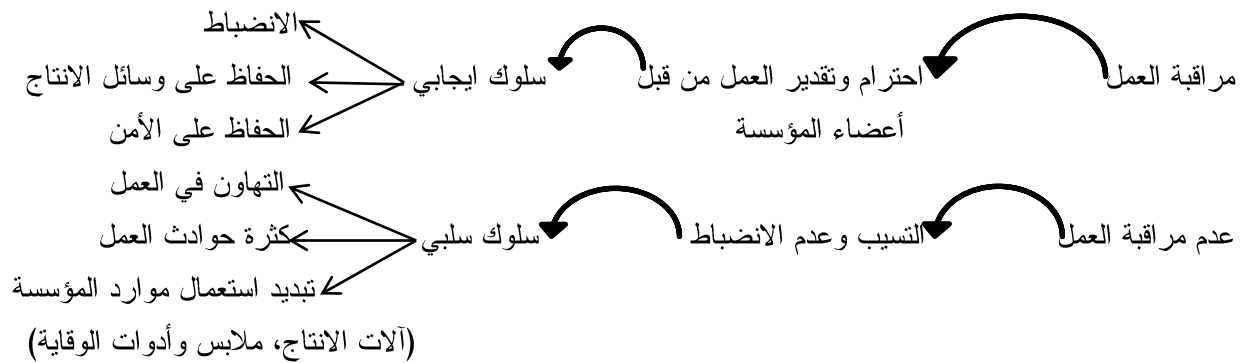 الانضباط
مراقبة العمل احترام وتقدير العمل من قبل سلوك ايجابي الحفاظ على وسائل الانتاج
أعضاء المؤسسة الحفاظ على الأمن
التهاون في العمل
عدم مراقبة العمل التسيب وعدم الانضباط سلوك سلبي كثرة حوادث العمل
تبديد استعمال موارد المؤسسة
(آلات الانتاج، ملابس وأدوات الوقاية)